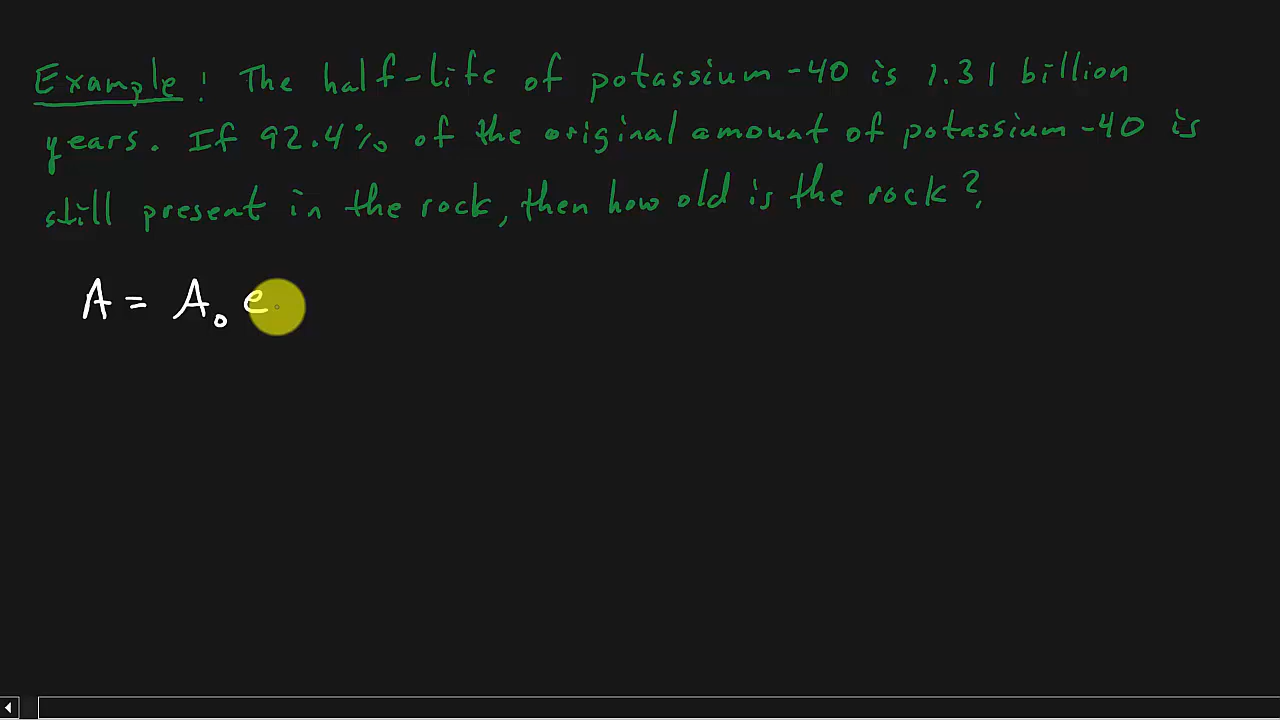 Example: The half-life of potassium-40 is 1.31 billion
years. If 92.4% of the original amount of potassium-40 is
still present in the rock, then how old is the rock?
A = A₀ e